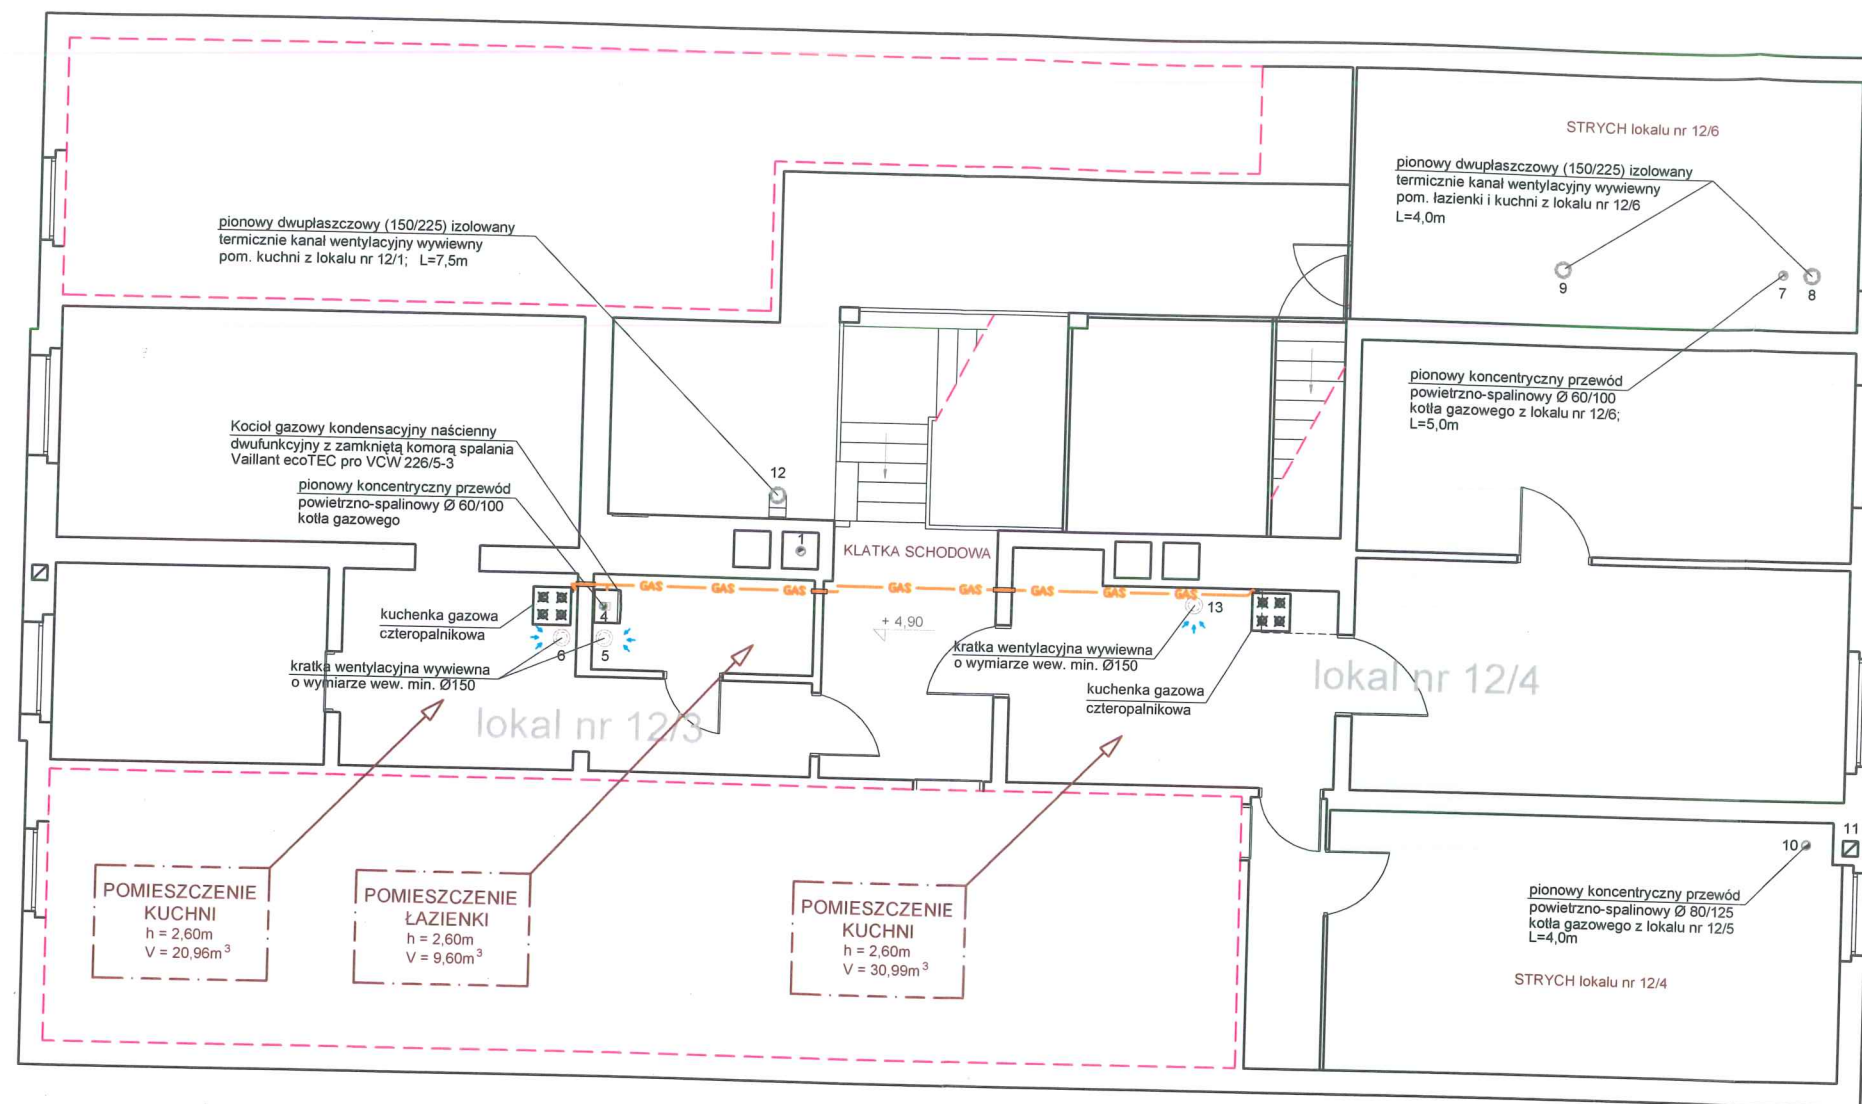 STRYCH lokalu nr 12/6
pionowy dwupłaszczowy (150/225) izolowany
termicznie kanał wentylacyjny wywiewny
pom. łazienki i kuchni z lokalu nr 12/6
L=4,0m
9
7
8
pionowy dwupłaszczowy (150/225) izolowany
termicznie kanał wentylacyjny wywiewny
pom. kuchni z lokalu nr 12/1; L=7,5m
pionowy koncentryczny przewód
powietrzno-spalinowy Ø 60/100
kotła gazowego z lokalu nr 12/6;
L=5,0m
Kocioł gazowy kondensacyjny naścienny
dwufunkcyjny z zamkniętą komorą spalania
Vaillant ecoTEC pro VCW 226/5-3
pionowy koncentryczny przewód
powietrzno-spalinowy Ø 60/100
kotła gazowego
12
1
KLATKA SCHODOWA
GAS GAS GAS GAS GAS GAS GAS GAS
kuchenka gazowa
czteropalnikowa
4
6
5
kratka wentylacyjna wywiewna
o wymiarze wew. min. Ø150
+ 4,90
13
kratka wentylacyjna wywiewna
o wymiarze wew. min. Ø150
kuchenka gazowa
czteropalnikowa
lokal nr 12/3
lokal nr 12/4
POMIESZCZENIE
KUCHNI
h = 2,60m
V = 20,96m³
POMIESZCZENIE
ŁAZIENKI
h = 2,60m
V = 9,60m³
POMIESZCZENIE
KUCHNI
h = 2,60m
V = 30,99m³
11
10
pionowy koncentryczny przewód
powietrzno-spalinowy Ø 80/125
kotła gazowego z lokalu nr 12/5
L=4,0m
STRYCH lokalu nr 12/4